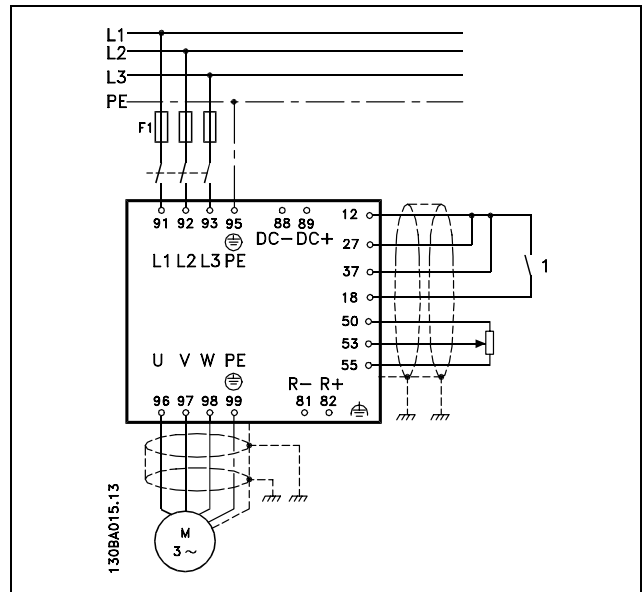 L1
L2
L3
PE
F1
91 92 93 95 88 89 12
DC- DC+
L1 L2 L3 PE
27
37
1
18
50
53
55
U V W PE
R- R+
96 97 98 99 81 82
M
3~
130BA015.13